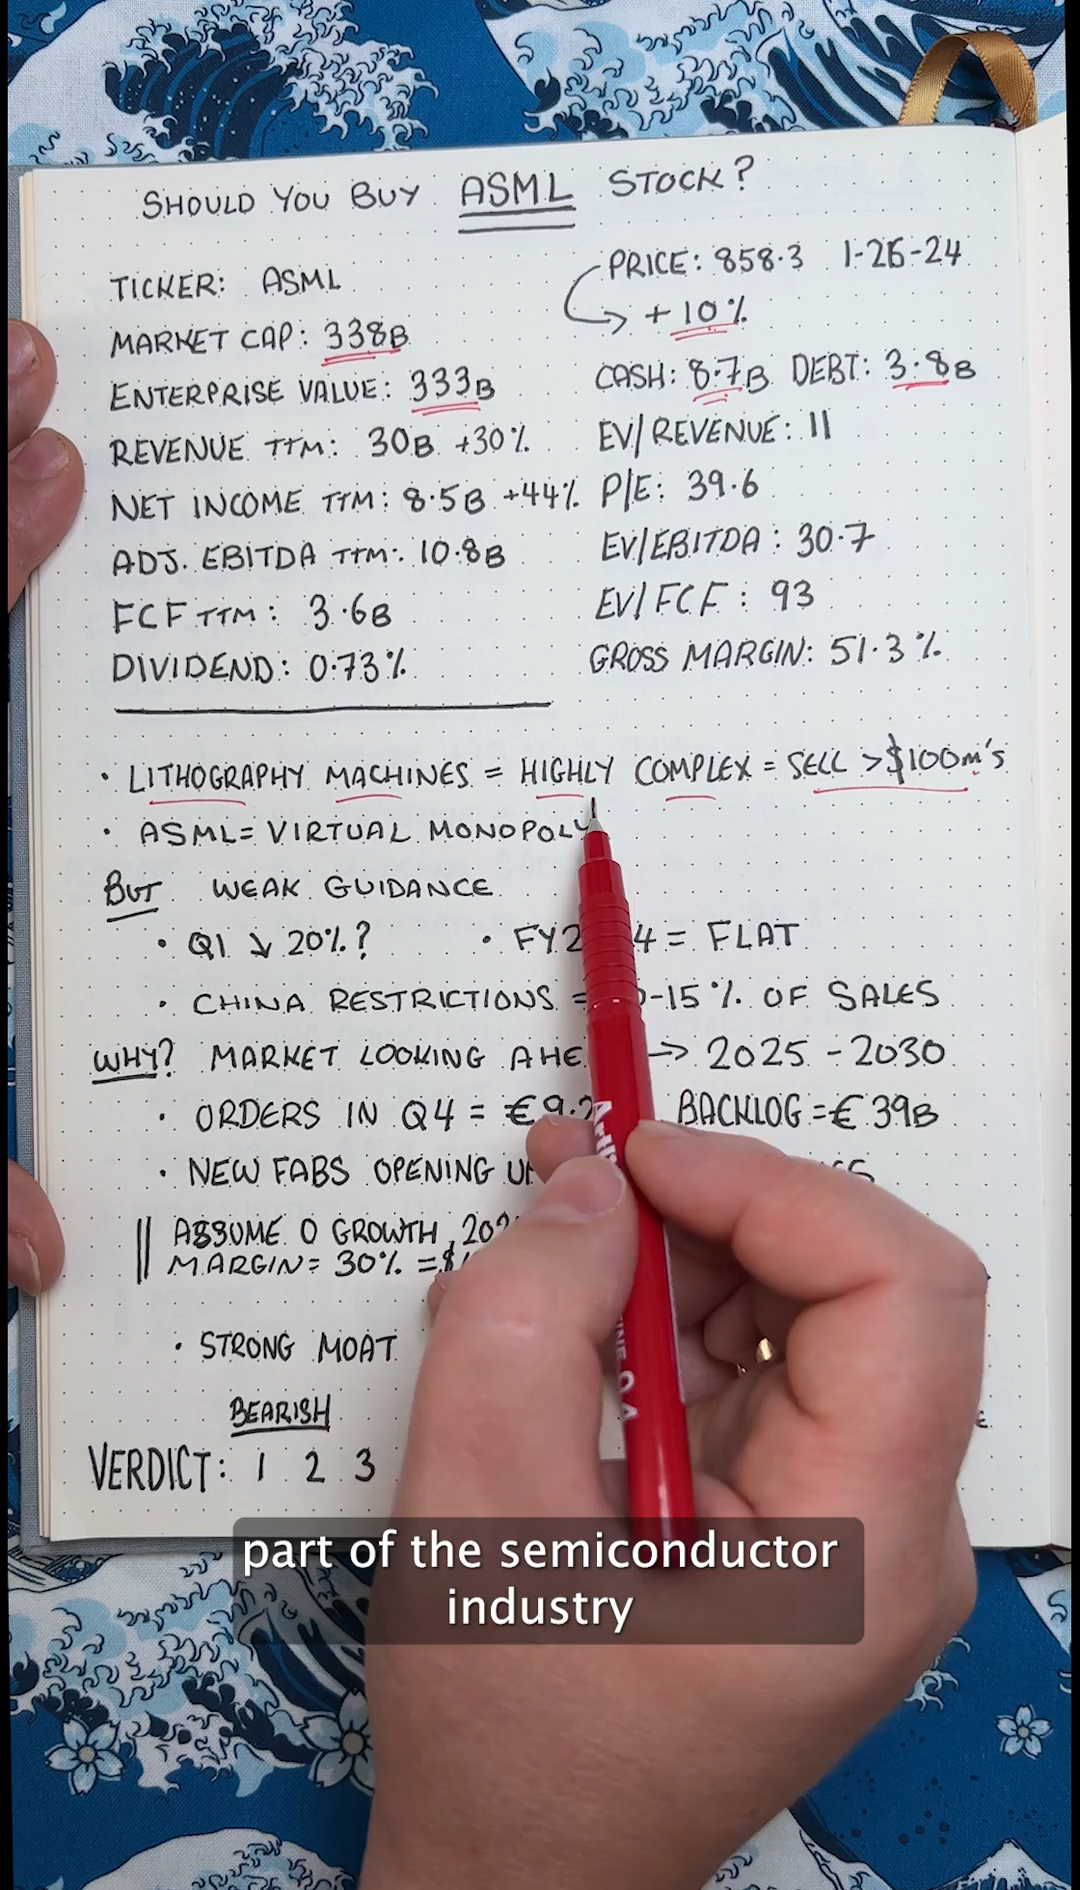 SHOULD YOU BUY ASML STOCK?
TICKER: ASML
MARKET CAP: 338B
ENTERPRISE VALUE: 333B
REVENUE TTM: 30B +30%
NET INCOME TTM: 8.5B +44%
ADJ. EBITDA TTM: 10.8B
FCF TTM: 3.6B
DIVIDEND: 0.73%
PRICE: 858.3 1-26-24
→ + 10%
CASH: 8.7B DEBT: 3.8B
EV/REVENUE: 11
P/E: 39.6
EV/EBITDA: 30.7
EV/FCF: 93
GROSS MARGIN: 51.3%
• LITHOGRAPHY MACHINES = HIGHLY COMPLEX = SELL >$100m's
• ASML = VIRTUAL MONOPOLY
BUT WEAK GUIDANCE
• Q1 ↘ 20%? • = FLAT
• CHINA RESTRICTIONS = -15% OF SALES
WHY? MARKET LOOKING → 2025 - 2030
• ORDERS IN Q4 = BACKLOG = €39B
• NEW FABS OPENING
ASSUME 0 GROWTH
MARGIN = 30% =
• STRONG MOAT
BEARISH
VERDICT: 1 2 3
part of the semiconductor
industry